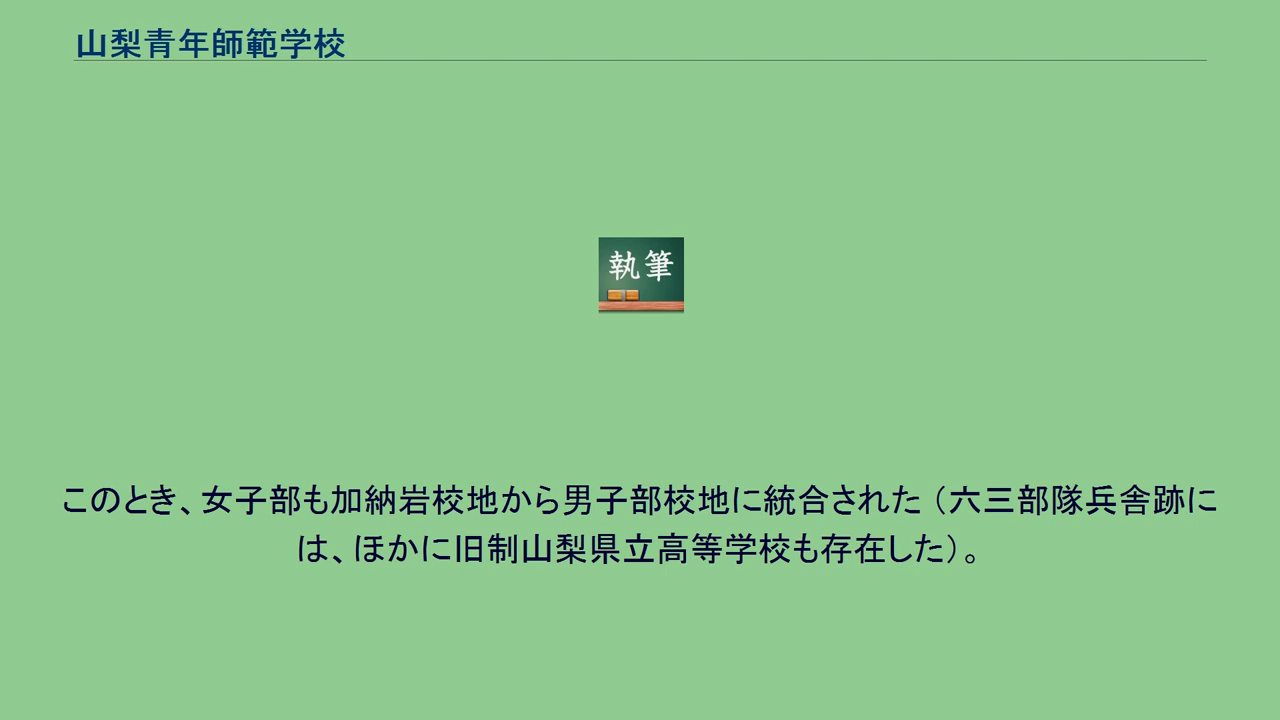 山梨青年師範学校
執筆
このとき、女子部も加納岩校地から男子部校地に統合された（六三部隊兵舎跡に
は、ほかに旧制山梨県立高等学校も存在した）。